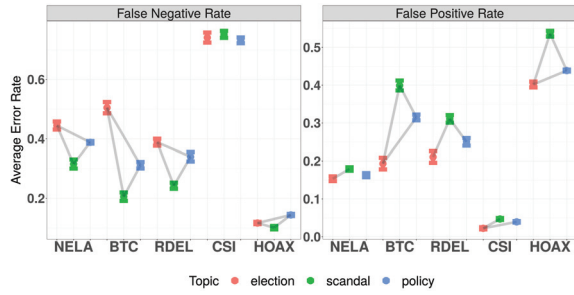 False Negative Rate
False Positive Rate
Average Error Rate
0.6
0.4
0.2
0.5
0.4
0.3
0.2
0.1
0.0
NELA BTC RDEL CSI HOAX
NELA BTC RDEL CSI HOAX
Topic election scandal policy